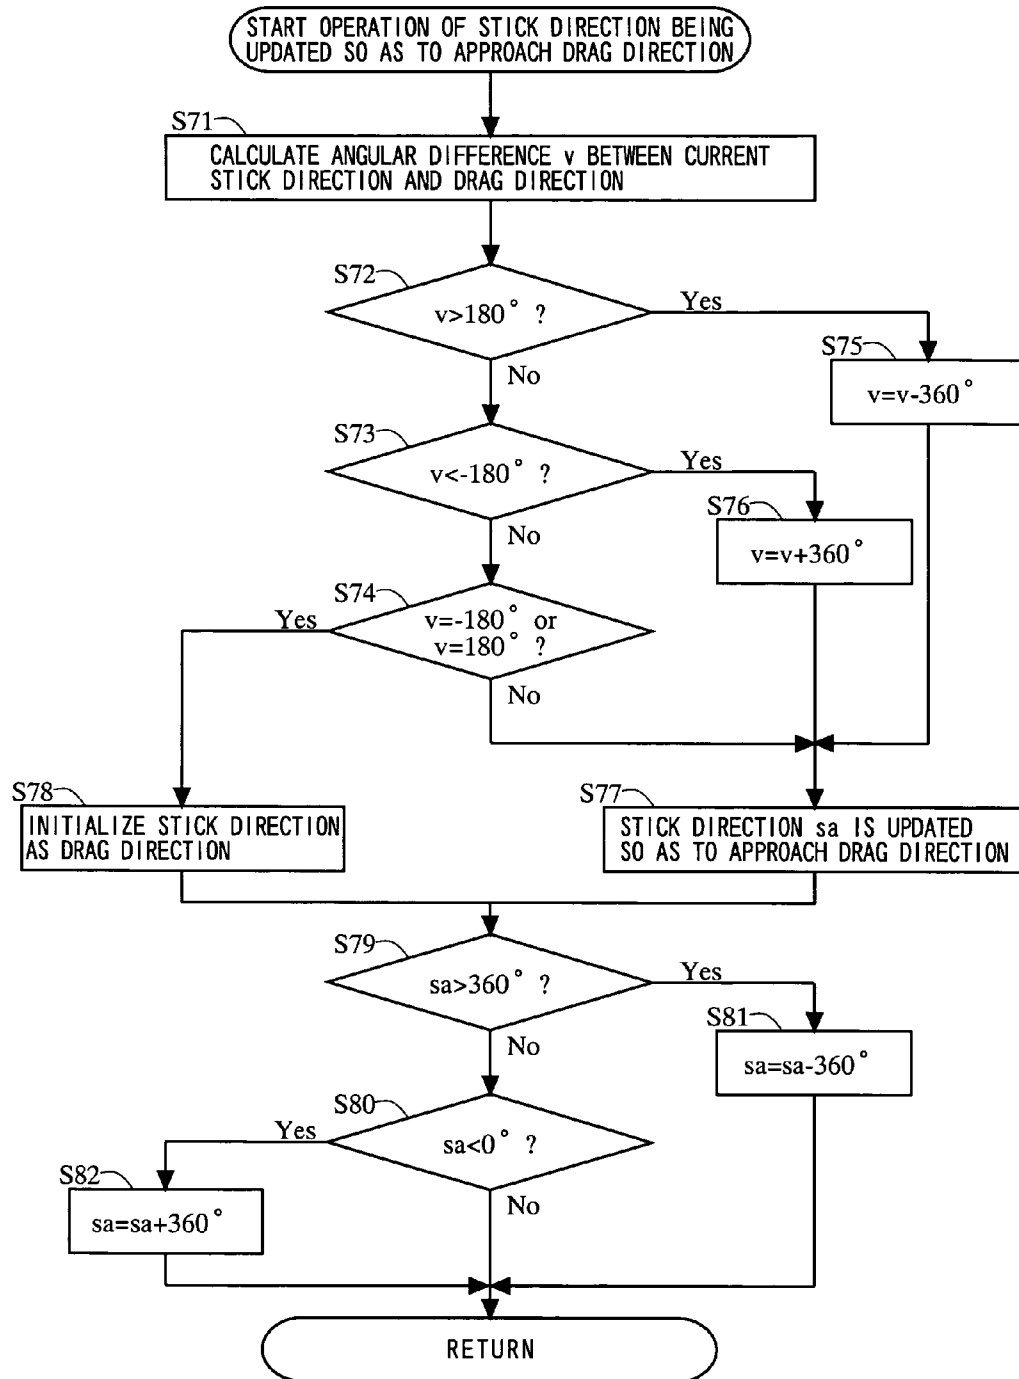 START OPERATION OF STICK DIRECTION BEING
UPDATED SO AS TO APPROACH DRAG DIRECTION
S71
CALCULATE ANGULAR DIFFERENCE v BETWEEN CURRENT
STICK DIRECTION AND DRAG DIRECTION
S72
v>180° ?
Yes
No
S75
v=v-360°
S73
v<-180° ?
Yes
No
S76
v=v+360°
S74
v=-180° or
v=180° ?
Yes
No
S78
INITIALIZE STICK DIRECTION
AS DRAG DIRECTION
S77
STICK DIRECTION sa IS UPDATED
SO AS TO APPROACH DRAG DIRECTION
S79
sa>360° ?
Yes
No
S81
sa=sa-360°
S80
sa<0° ?
Yes
No
S82
sa=sa+360°
RETURN